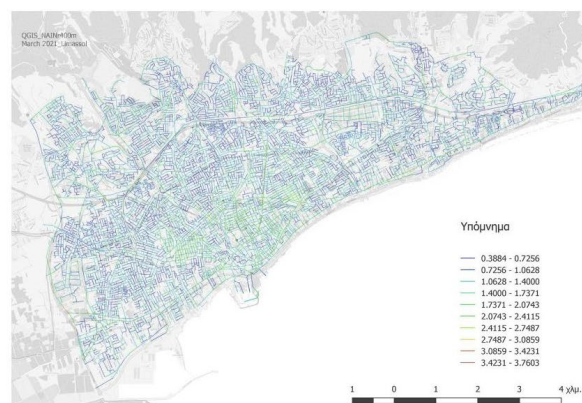 QGIS_NAINr400m
March 2021_Limassol
Υπόμνημα
0.3884 - 0.7256
0.7256 - 1.0628
1.0628 - 1.4000
1.4000 - 1.7371
1.7371 - 2.0743
2.0743 - 2.4115
2.4115 - 2.7487
2.7487 - 3.0859
3.0859 - 3.4231
3.4231 - 3.7603
1 0 1 2 3 4 χλμ.